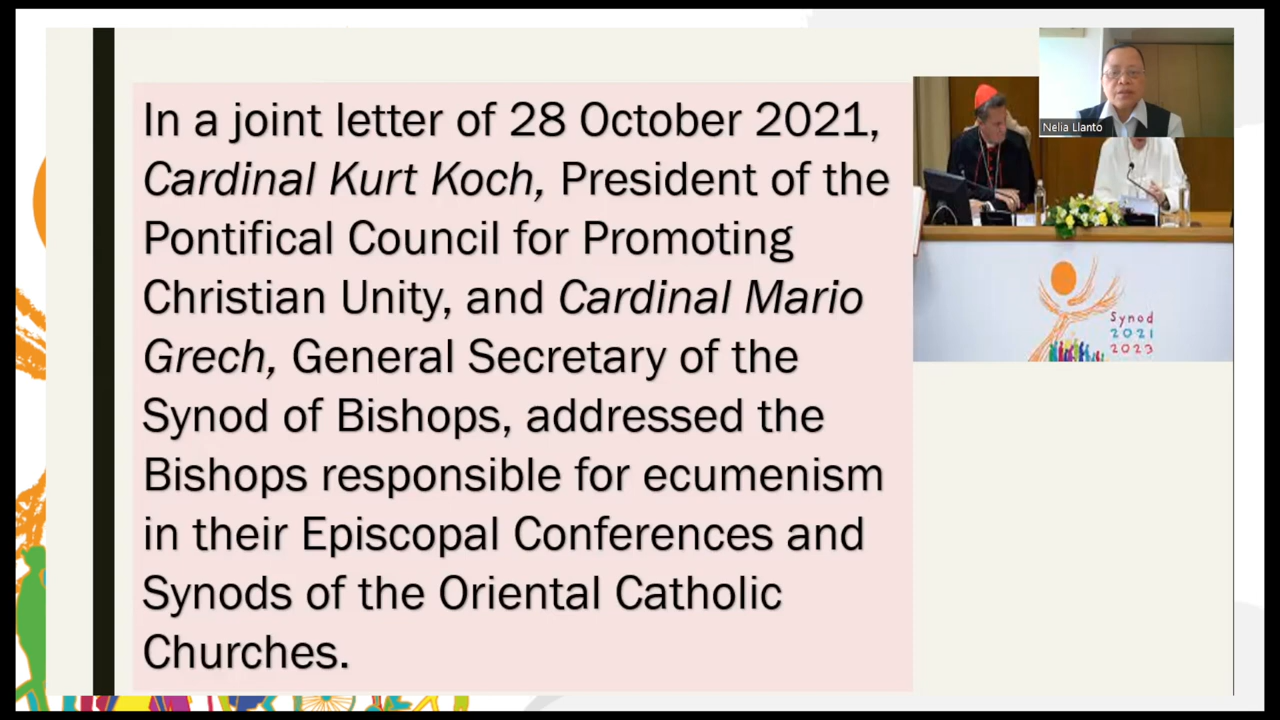 In a joint letter of 28 October 2021,
Cardinal Kurt Koch, President of the
Pontifical Council for Promoting
Christian Unity, and Cardinal Mario
Grech, General Secretary of the
Synod of Bishops, addressed the
Bishops responsible for ecumenism
in their Episcopal Conferences and
Synods of the Oriental Catholic
Churches.
Nelia Llanto
Synod
2021
2023